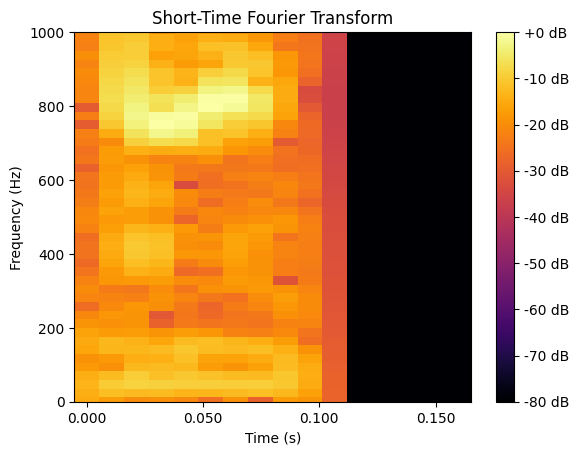 Short-Time Fourier Transform
1000
800
600
400
200
0
Frequency (Hz)
0.000
0.050
0.100
0.150
Time (s)
+0 dB
-10 dB
-20 dB
-30 dB
-40 dB
-50 dB
-60 dB
-70 dB
-80 dB